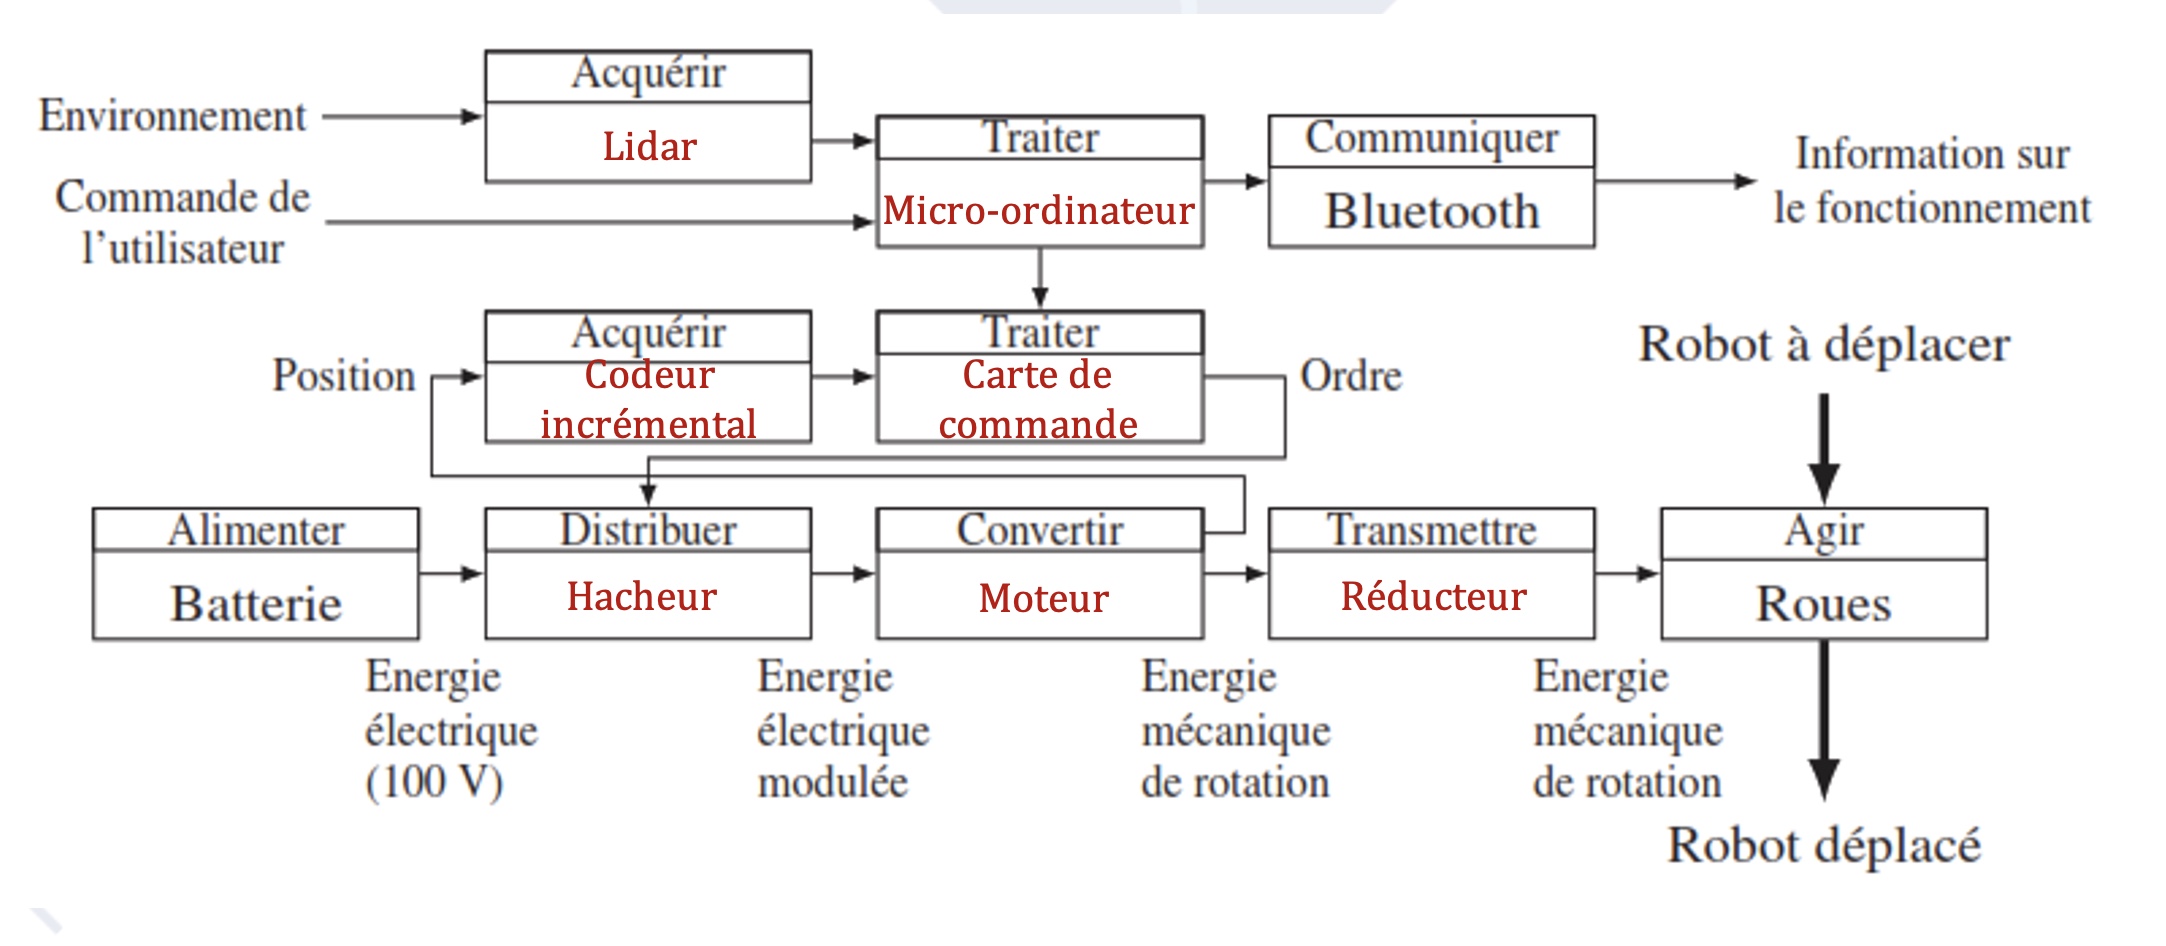 Acquérir
Environnement
Lidar
Traiter
Communiquer
Information sur
le fonctionnement
Commande de
l’utilisateur
Micro-ordinateur
Bluetooth
Acquérir
Traiter
Robot à déplacer
Position
Codeur
incrémental
Carte de
commande
Ordre
Alimenter
Batterie
Distribuer
Hacheur
Convertir
Moteur
Transmettre
Réducteur
Agir
Roues
Energie
électrique
(100 V)
Energie
électrique
modulée
Energie
mécanique
de rotation
Energie
mécanique
de rotation
Robot déplacé